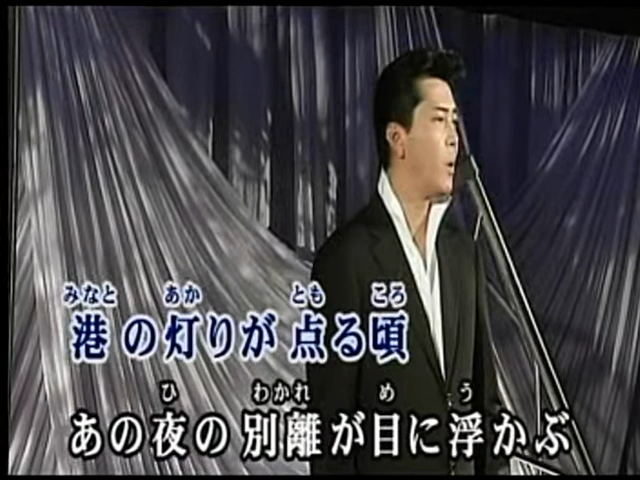 みなと あか とも ころ
港の灯りが点る頃
ひ わかれ め う
あの夜の別離が目に浮かぶ